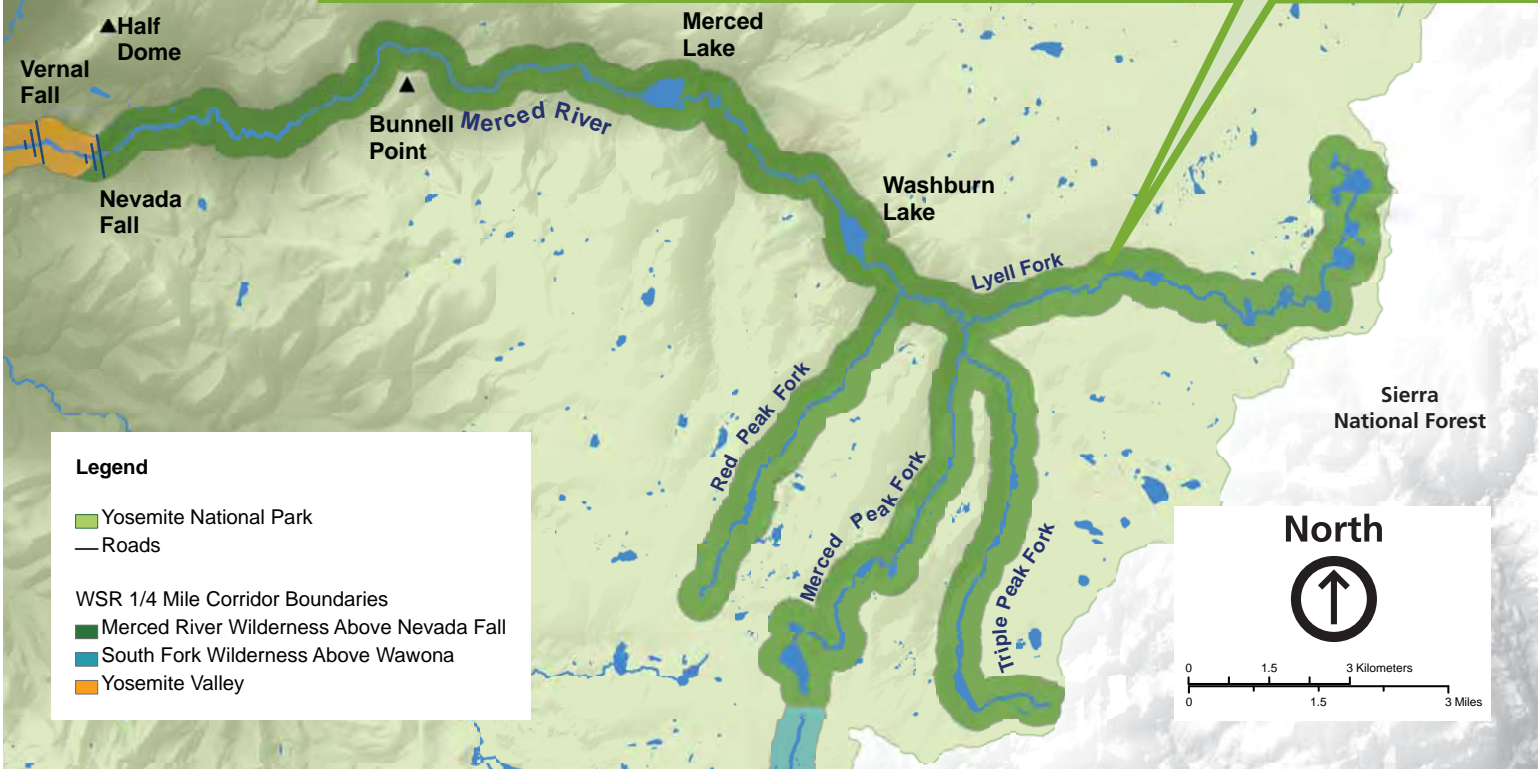 Half
Dome
Vernal
Fall
Merced
Lake
Bunnell
Point
Merced River
Nevada
Fall
Washburn
Lake
Lyell Fork
Red Peak Fork
Merced Peak Fork
Triple Peak Fork
Sierra
National Forest
Legend
Yosemite National Park
Roads
WSR 1/4 Mile Corridor Boundaries
Merced River Wilderness Above Nevada Fall
South Fork Wilderness Above Wawona
Yosemite Valley
North
0 1.5 3 Kilometers
0 1.5 3 Miles